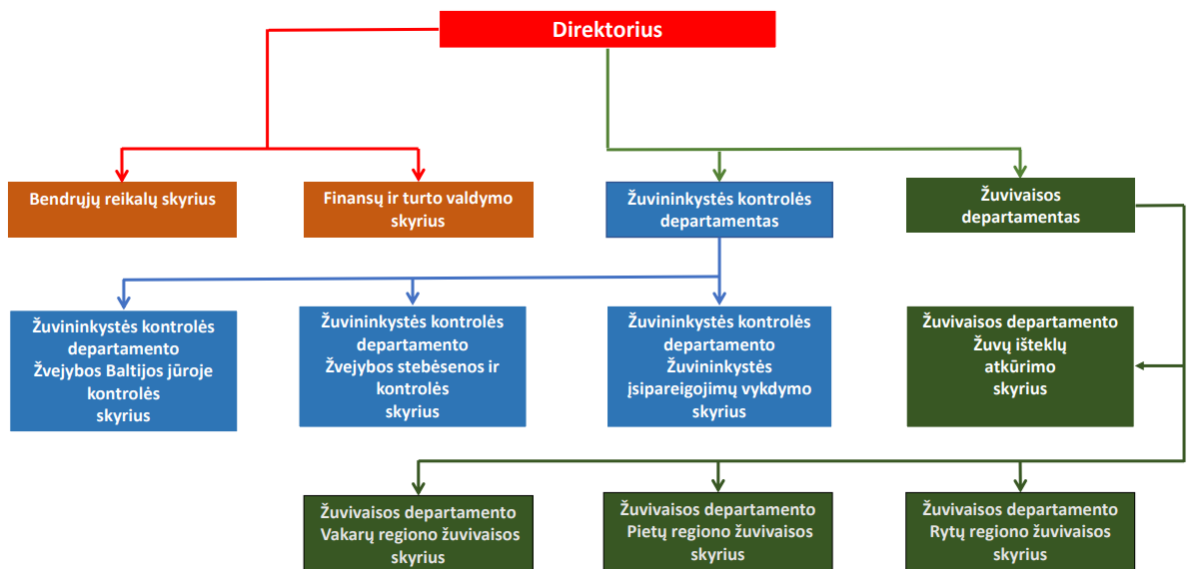 Direktorius
Bendrųjų reikalų skyrius
Finansų ir turto valdymo
skyrius
Žuvininkystės kontrolės
departamentas
Žuvivaisos
departamentas
Žuvininkystės kontrolės
departamento
Žvejybos Baltijos jūroje
kontrolės
skyrius
Žuvininkystės kontrolės
departamento
Žvejybos stebėsenos ir
kontrolės
skyrius
Žuvininkystės kontrolės
departamento
Žuvininkystės
įsipareigojimų vykdymo
skyrius
Žuvivaisos departamento
Žuvų išteklų
atkūrimo
skyrius
Žuvivaisos departamento
Vakarų regiono žuvivaisos
skyrius
Žuvivaisos departamento
Pietų regiono žuvivaisos
skyrius
Žuvivaisos departamento
Rytų regiono žuvivaisos
skyrius